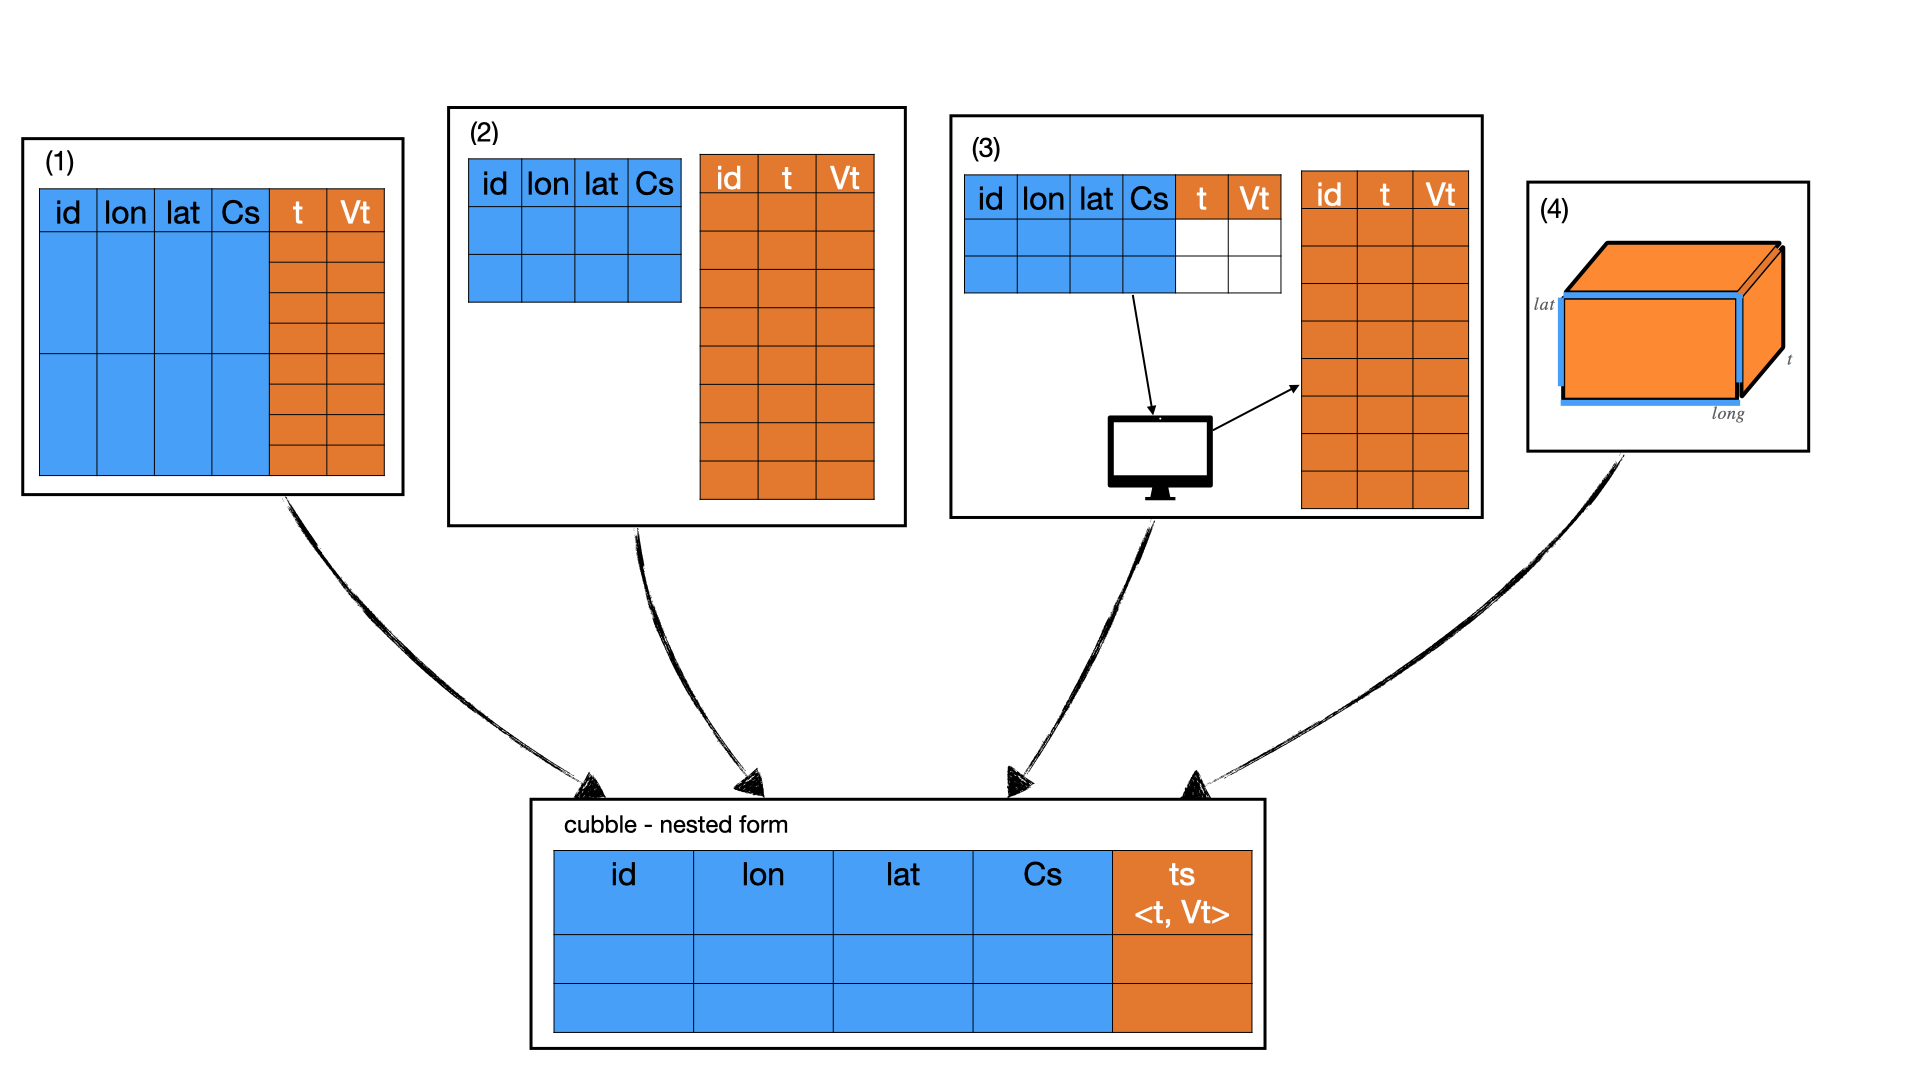 (1)
id lon lat Cs t Vt
(2)
id lon lat Cs
id t Vt
(3)
id lon lat Cs t Vt
id t Vt
(4)
lat
t
long
cubble - nested form
id lon lat Cs ts
<t, Vt>